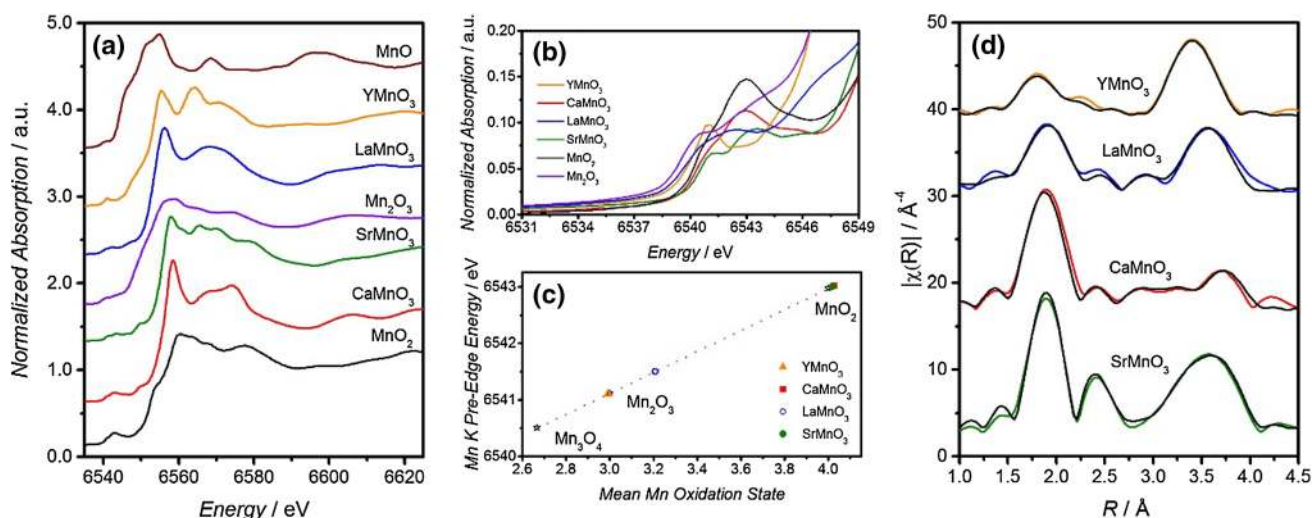 (a)
5.0
4.0
3.0
2.0
1.0
0.0
Normalized Absorption / a.u.
MnO
YMnO₃
LaMnO₃
Mn₂O₃
SrMnO₃
CaMnO₃
MnO₂
6540 6560 6580 6600 6620
Energy / eV
(b)
0.20
0.15
0.10
0.05
0.00
Normalized Absorption / a.u.
YMnO₃
CaMnO₃
LaMnO₃
SrMnO₃
MnO₂
Mn₂O₃
6531 6534 6537 6540 6543 6546 6549
Energy / eV
(c)
6543
6542
6541
6540
Mn K Pre-Edge Energy / eV
MnO₂
Mn₂O₃
Mn₃O₄
YMnO₃
CaMnO₃
LaMnO₃
SrMnO₃
2.6 2.8 3.0 3.2 3.4 3.6 3.8 4.0
Mean Mn Oxidation State
(d)
50
40
30
20
10
0
|χ(R)| / Å⁻⁴
YMnO₃
LaMnO₃
CaMnO₃
SrMnO₃
1.0 1.5 2.0 2.5 3.0 3.5 4.0 4.5
R / Å